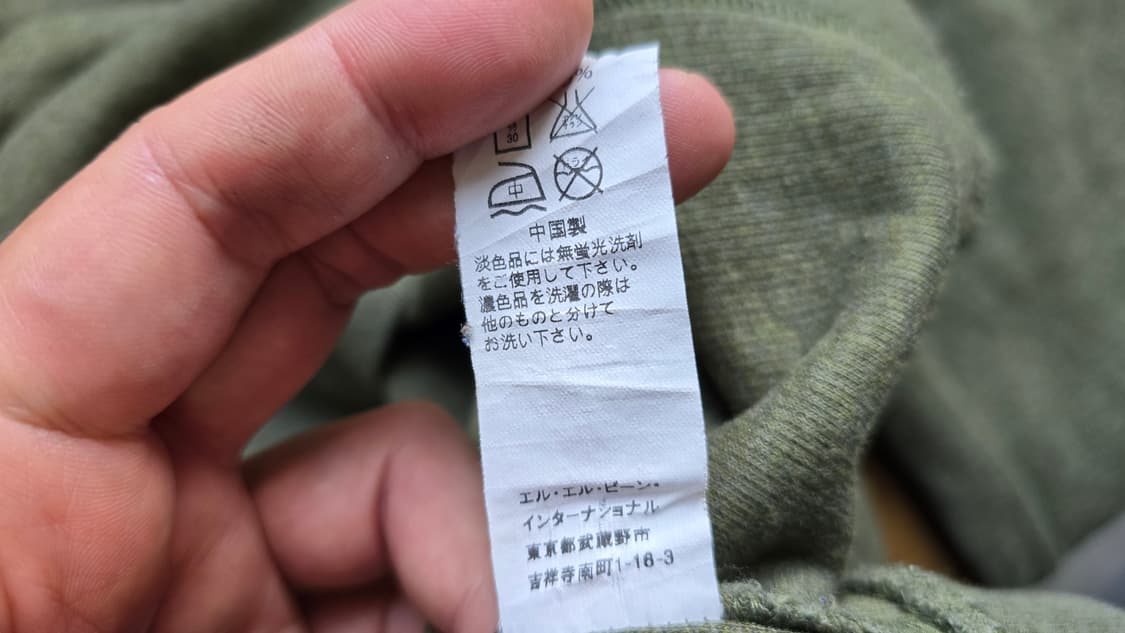 %
30
中
中国製
淡色品には無蛍光洗剤
をご使用して下さい。
濃色品を洗濯の際は
他のものと分けて
お洗い下さい。
エル・エル・ビーン・
インターナショナル
東京都武蔵野市
吉祥寺南町1-16-3